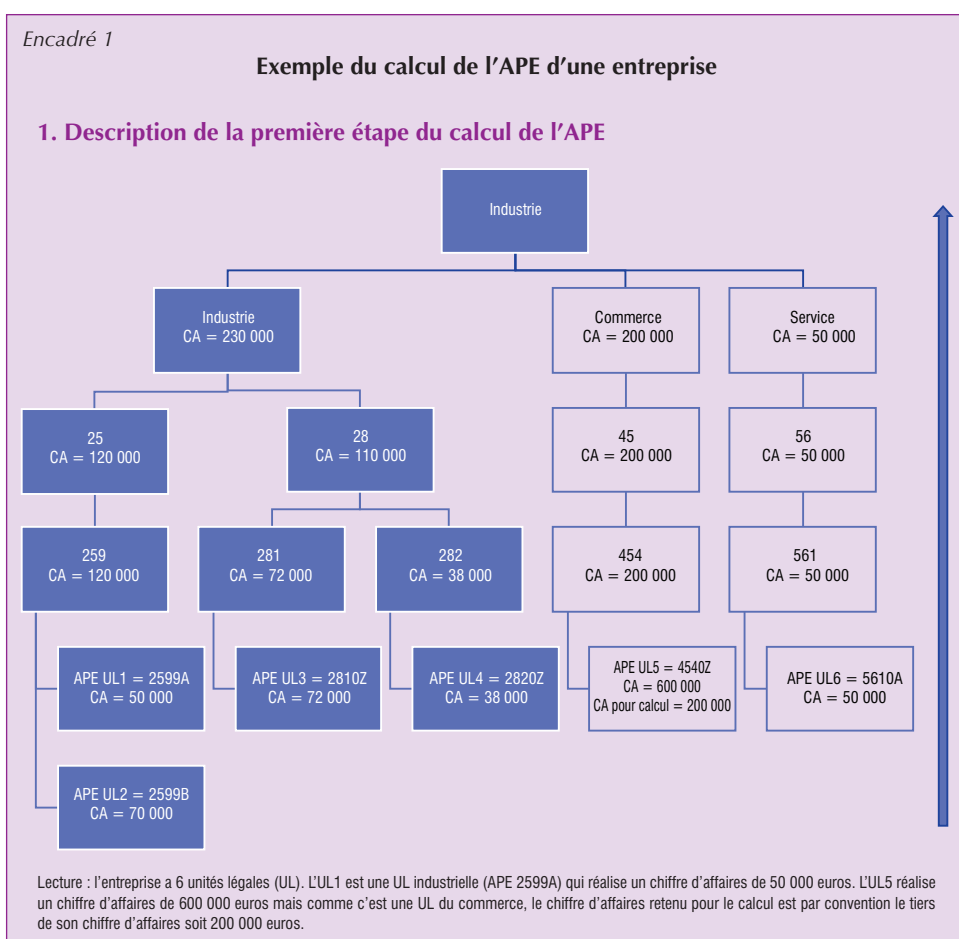 Encadré 1
Exemple du calcul de l'APE d'une entreprise
1. Description de la première étape du calcul de l'APE
Industrie
Industrie
CA = 230 000
Commerce
CA = 200 000
Service
CA = 50 000
25
CA = 120 000
28
CA = 110 000
45
CA = 200 000
56
CA = 50 000
259
CA = 120 000
281
CA = 72 000
282
CA = 38 000
454
CA = 200 000
561
CA = 50 000
APE UL1 = 2599A
CA = 50 000
APE UL3 = 2810Z
CA = 72 000
APE UL4 = 2820Z
CA = 38 000
APE UL5 = 4540Z
CA = 600 000
CA pour calcul = 200 000
APE UL6 = 5610A
CA = 50 000
APE UL2 = 2599B
CA = 70 000
Lecture : l'entreprise a 6 unités légales (UL). L'UL1 est une UL industrielle (APE 2599A) qui réalise un chiffre d'affaires de 50 000 euros. L'UL5 réalise
un chiffre d'affaires de 600 000 euros mais comme c'est une UL du commerce, le chiffre d'affaires retenu pour le calcul est par convention le tiers
de son chiffre d'affaires soit 200 000 euros.